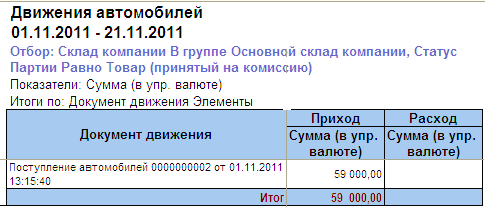 Движения автомобилей
01.11.2011 - 21.11.2011
Отбор: Склад компании В группе Основной склад компании, Статус
Партии Равно Товар (принятый на комиссию)
Показатели: Сумма (в упр. валюте)
Итоги по: Документ движения Элементы
Документ движения
Приход
Расход
Сумма (в упр. валюте)
Сумма (в упр. валюте)
Поступление автомобилей 0000000002 от 01.11.2011
13:15:40
59 000,00
Итог
59 000,00